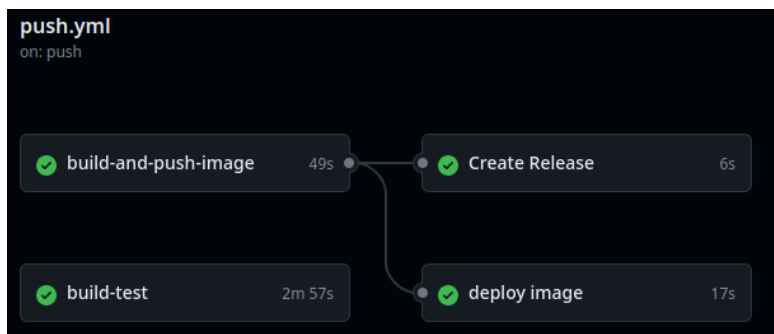 push.yml
on: push
build-and-push-image 49s
Create Release 6s
build-test 2m 57s
deploy image 17s